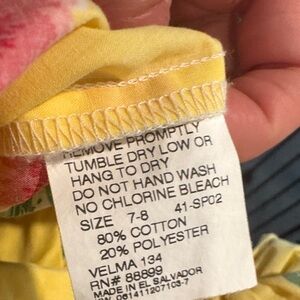 REMOVE PROMPTLY
TUMBLE DRY LOW OR
HANG TO DRY
DO NOT HAND WASH
NO CHLORINE BLEACH
SIZE 7-8 41-SP02
80% COTTON
20% POLYESTER
VELMA 134
RN# 88899
MADE IN EL SALVADOR